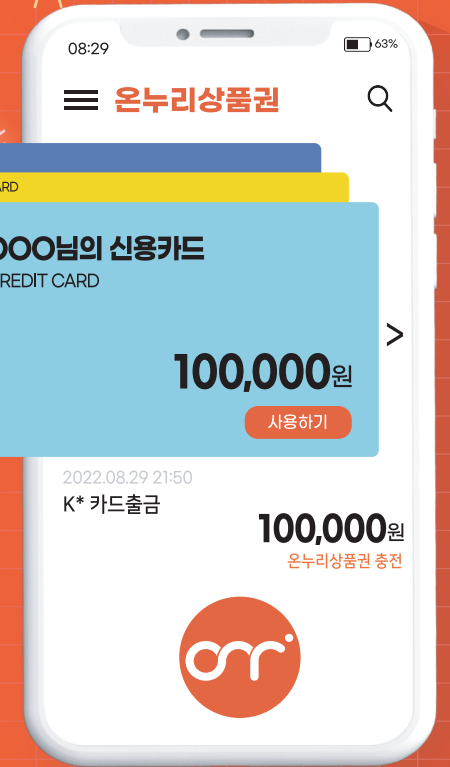 08:29
63%
온누리상품권
ARD
OOO님의 신용카드
REDIT CARD
100,000원
>
사용하기
2022.08.29 21:50
K* 카드출금
100,000원
온누리상품권 충전
onr